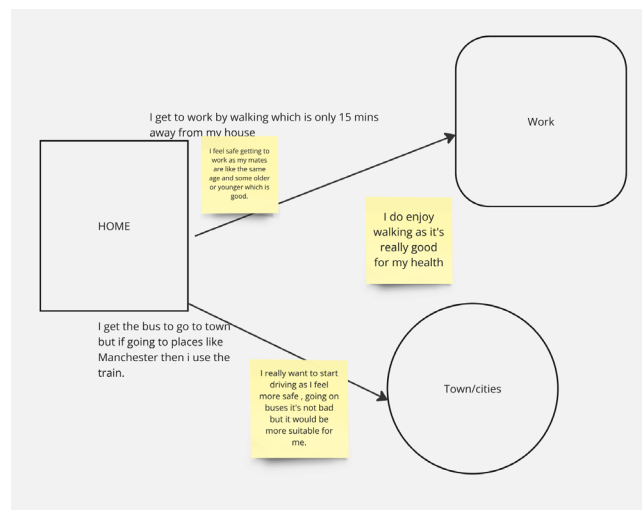 I get to work by walking which is only 15 mins
away from my house
Work
I feel safe getting to
work as my mates
are like the same
age and some older
or younger which is
good.
HOME
I do enjoy
walking as it's
really good
for my health
I get the bus to go to town
but if going to places like
Manchester then i use the
train.
I really want to start
driving as I feel
more safe , going on
buses it's not bad
but it would be
more suitable for
me.
Town/cities